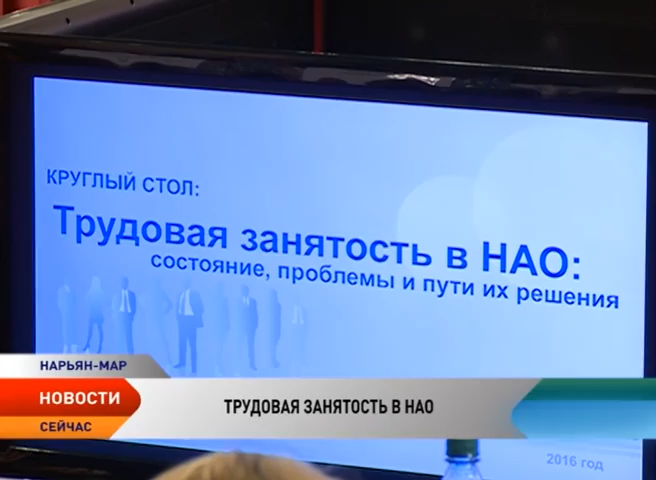 КРУГЛЫЙ СТОЛ:
Трудовая занятость в НАО:
состояние, проблемы и пути их решения
НАРЬЯН-МАР
НОВОСТИ
СЕЙЧАС
ТРУДОВАЯ ЗАНЯТОСТЬ В НАО
2016 год